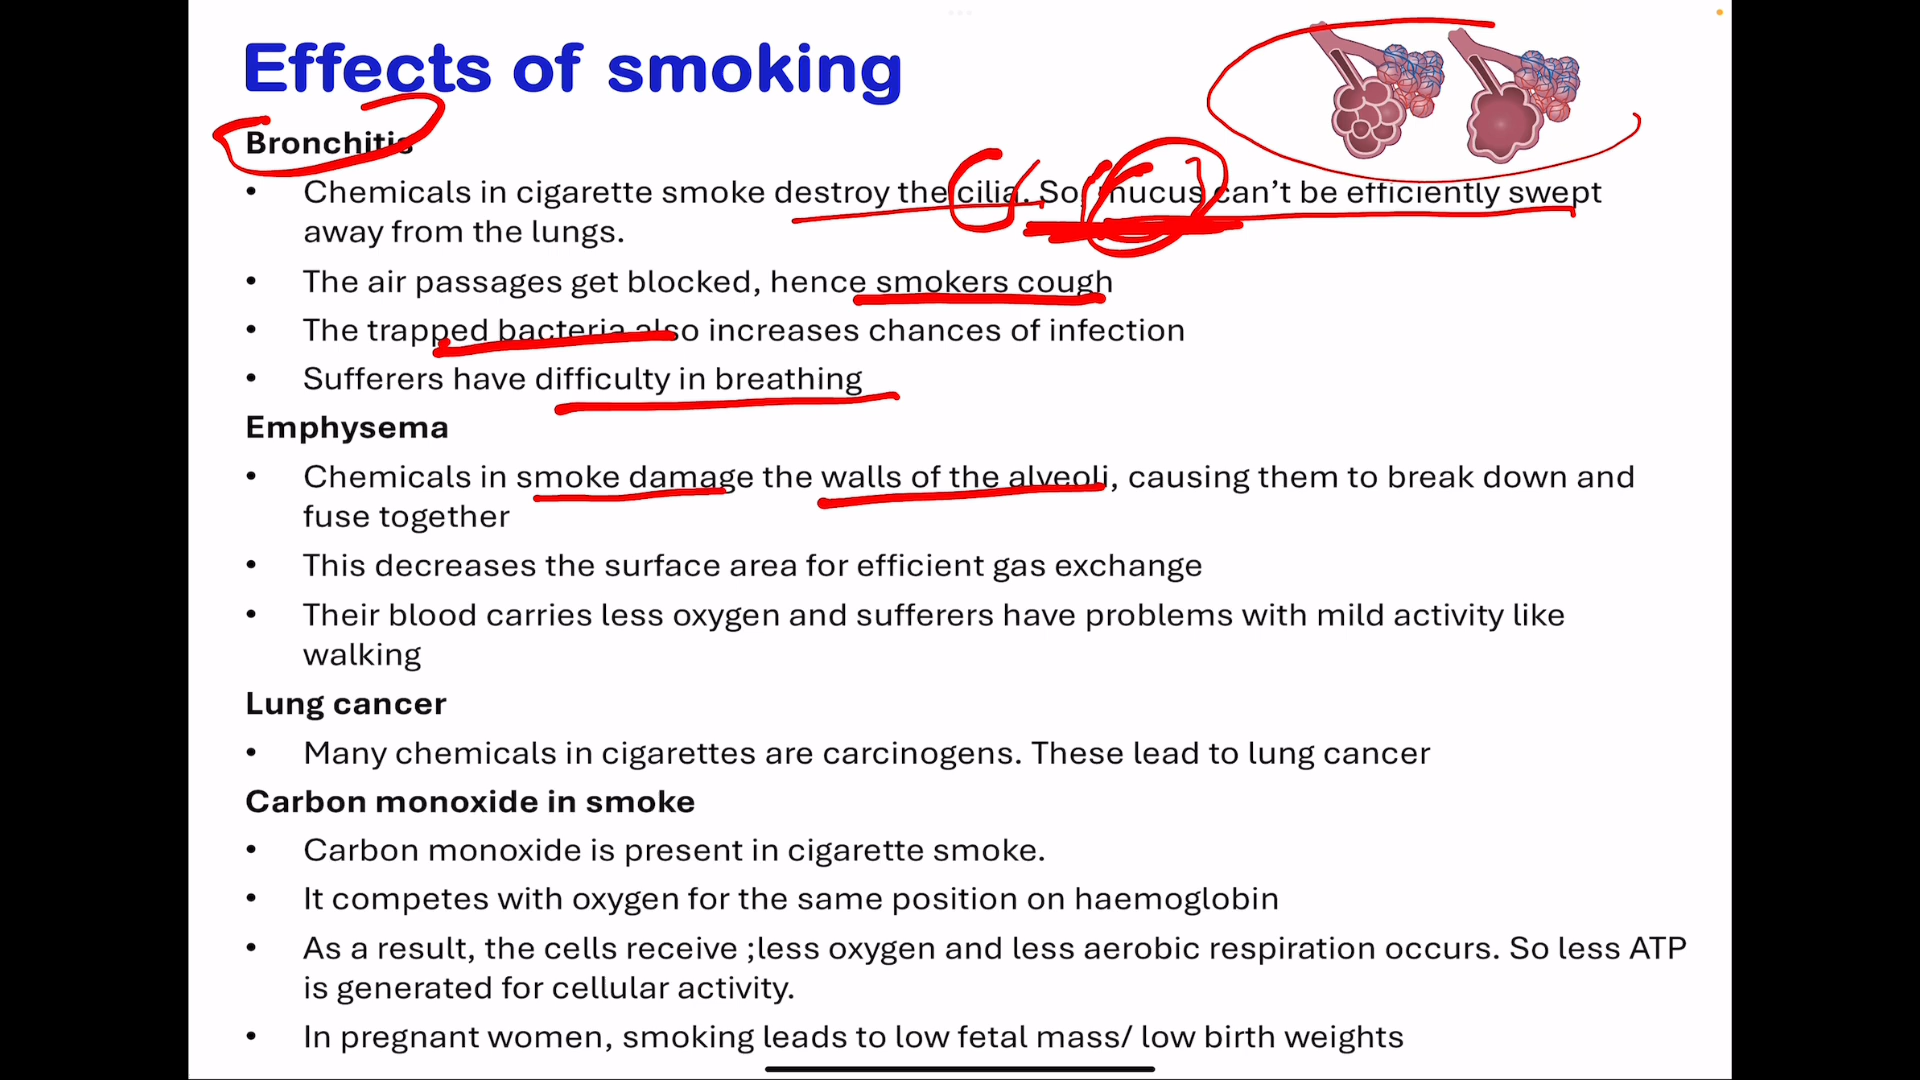 Effects of smoking
Bronchitis
• Chemicals in cigarette smoke destroy the cilia. So, mucus can’t be efficiently swept
away from the lungs.
• The air passages get blocked, hence smokers cough
• The trapped bacteria also increases chances of infection
• Sufferers have difficulty in breathing
Emphysema
• Chemicals in smoke damage the walls of the alveoli, causing them to break down and
fuse together
• This decreases the surface area for efficient gas exchange
• Their blood carries less oxygen and sufferers have problems with mild activity like
walking
Lung cancer
• Many chemicals in cigarettes are carcinogens. These lead to lung cancer
Carbon monoxide in smoke
• Carbon monoxide is present in cigarette smoke.
• It competes with oxygen for the same position on haemoglobin
• As a result, the cells receive ;less oxygen and less aerobic respiration occurs. So less ATP
is generated for cellular activity.
• In pregnant women, smoking leads to low fetal mass/ low birth weights